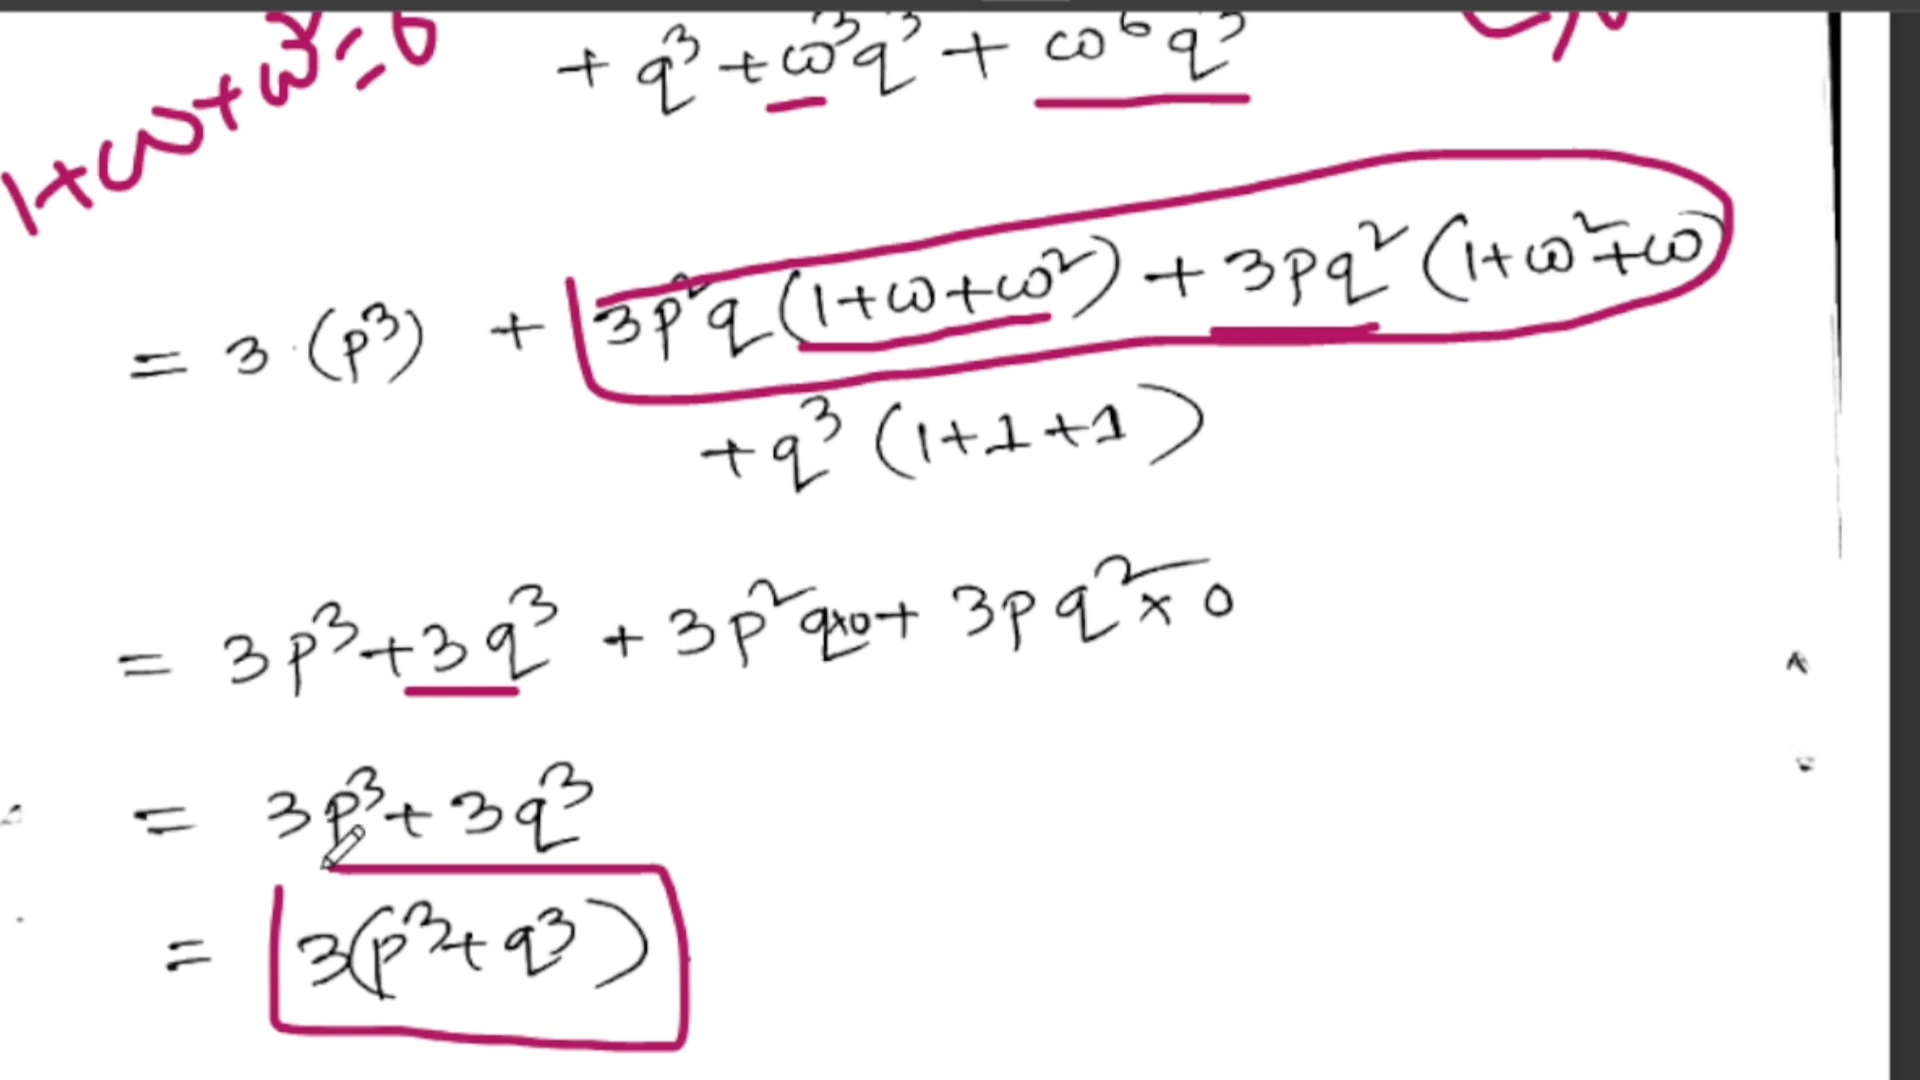 1+ω+ω²=0
+ q³ + ω³q³ + ω⁶q³
= 3·(p³) + 3p²q(1+ω+ω²) + 3pq²(1+ω²+ω)
+q³(1+1+1)
= 3p³+3q³ + 3p²q×0+ 3pq²×0
= 3p³+3q³
= 3(p³+q³)